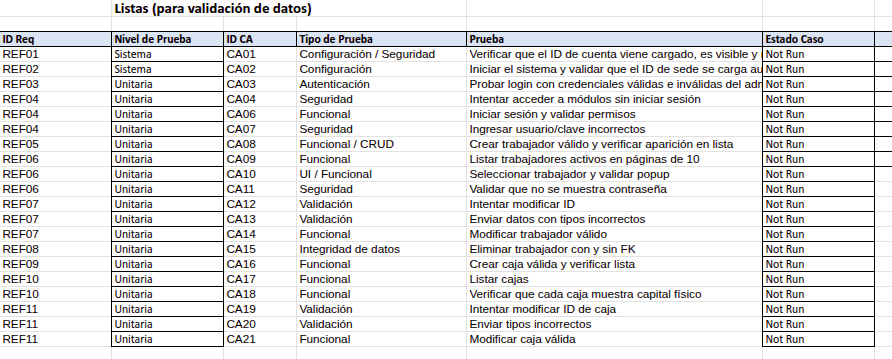 Listas (para validación de datos)
ID Req Nivel de Prueba ID CA Tipo de Prueba Prueba Estado Caso
REF01 Sistema CA01 Configuración / Seguridad Verificar que el ID de cuenta viene cargado, es visible y Not Run
REF02 Sistema CA02 Configuración Iniciar el sistema y validar que el ID de sede se carga au Not Run
REF03 Unitaria CA03 Autenticación Probar login con credenciales válidas e inválidas del adr Not Run
REF04 Unitaria CA04 Seguridad Intentar acceder a módulos sin iniciar sesión Not Run
REF04 Unitaria CA06 Funcional Iniciar sesión y validar permisos Not Run
REF04 Unitaria CA07 Seguridad Ingresar usuario/clave incorrectos Not Run
REF05 Unitaria CA08 Funcional / CRUD Crear trabajador válido y verificar aparición en lista Not Run
REF06 Unitaria CA09 Funcional Listar trabajadores activos en páginas de 10 Not Run
REF06 Unitaria CA10 UI / Funcional Seleccionar trabajador y validar popup Not Run
REF06 Unitaria CA11 Seguridad Validar que no se muestra contraseña Not Run
REF07 Unitaria CA12 Validación Intentar modificar ID Not Run
REF07 Unitaria CA13 Validación Enviar datos con tipos incorrectos Not Run
REF07 Unitaria CA14 Funcional Modificar trabajador válido Not Run
REF08 Unitaria CA15 Integridad de datos Eliminar trabajador con y sin FK Not Run
REF09 Unitaria CA16 Funcional Crear caja válida y verificar lista Not Run
REF10 Unitaria CA17 Funcional Listar cajas Not Run
REF10 Unitaria CA18 Funcional Verificar que cada caja muestra capital físico Not Run
REF11 Unitaria CA19 Validación Intentar modificar ID de caja Not Run
REF11 Unitaria CA20 Validación Enviar tipos incorrectos Not Run
REF11 Unitaria CA21 Funcional Modificar caja válida Not Run